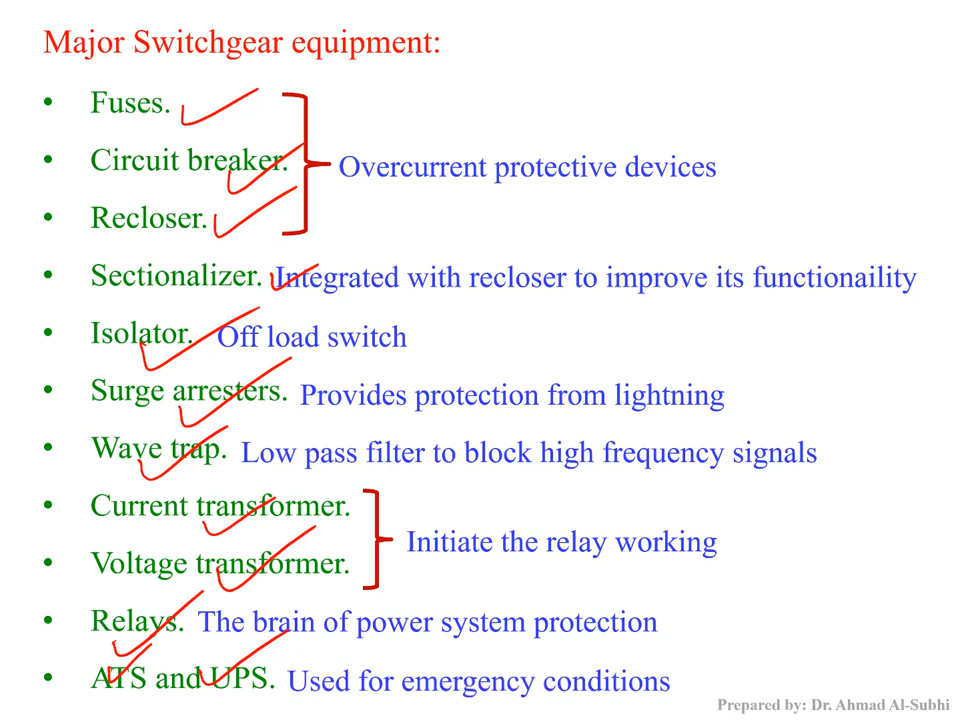 Major Switchgear equipment:
• Fuses.
• Circuit breaker.
Overcurrent protective devices
• Recloser.
• Sectionalizer. Integrated with recloser to improve its functionaility
• Isolator. Off load switch
• Surge arresters. Provides protection from lightning
• Wave trap. Low pass filter to block high frequency signals
• Current transformer.
Initiate the relay working
• Voltage transformer.
• Relays. The brain of power system protection
• ATS and UPS. Used for emergency conditions
Prepared by: Dr. Ahmad Al-Subhi